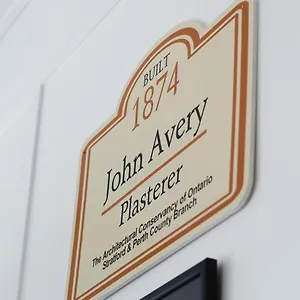 BUILT
1874
John Avery
Plasterer
The Architectural Conservancy of Ontario
Stratford & Perth County Branch